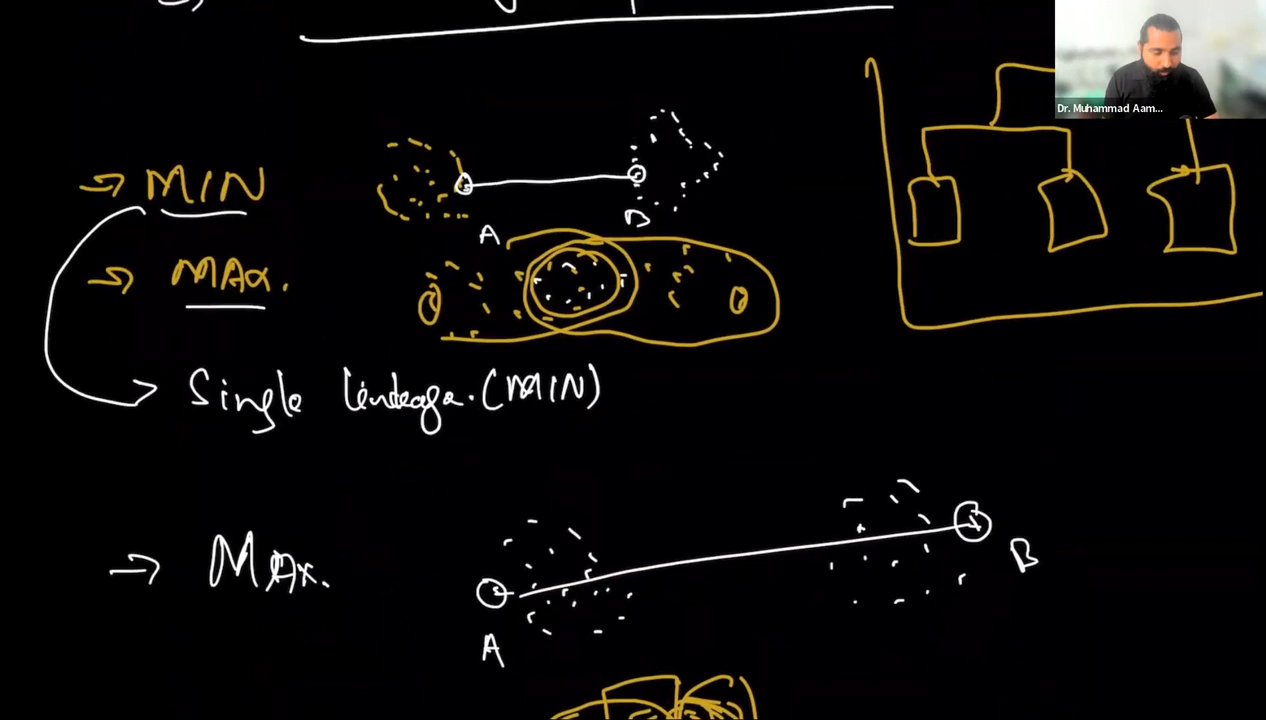 Dr. Muhammad Aam...
→ MIN
A
B
→ MAX.
Single linkage. (MIN)
→ Max.
A
B